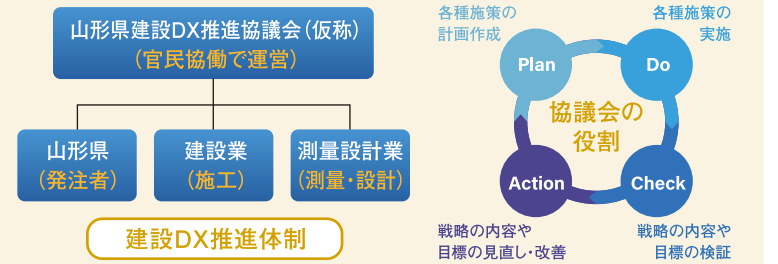 山形県建設DX推進協議会(仮称)
(官民協働で運営)
山形県
(発注者)
建設業
(施工)
測量設計業
(測量・設計)
建設DX推進体制
各種施策の
計画作成
各種施策の
実施
Plan
Do
協議会の
役割
Action
Check
戦略の内容や
目標の見直し・改善
戦略の内容や
目標の検証